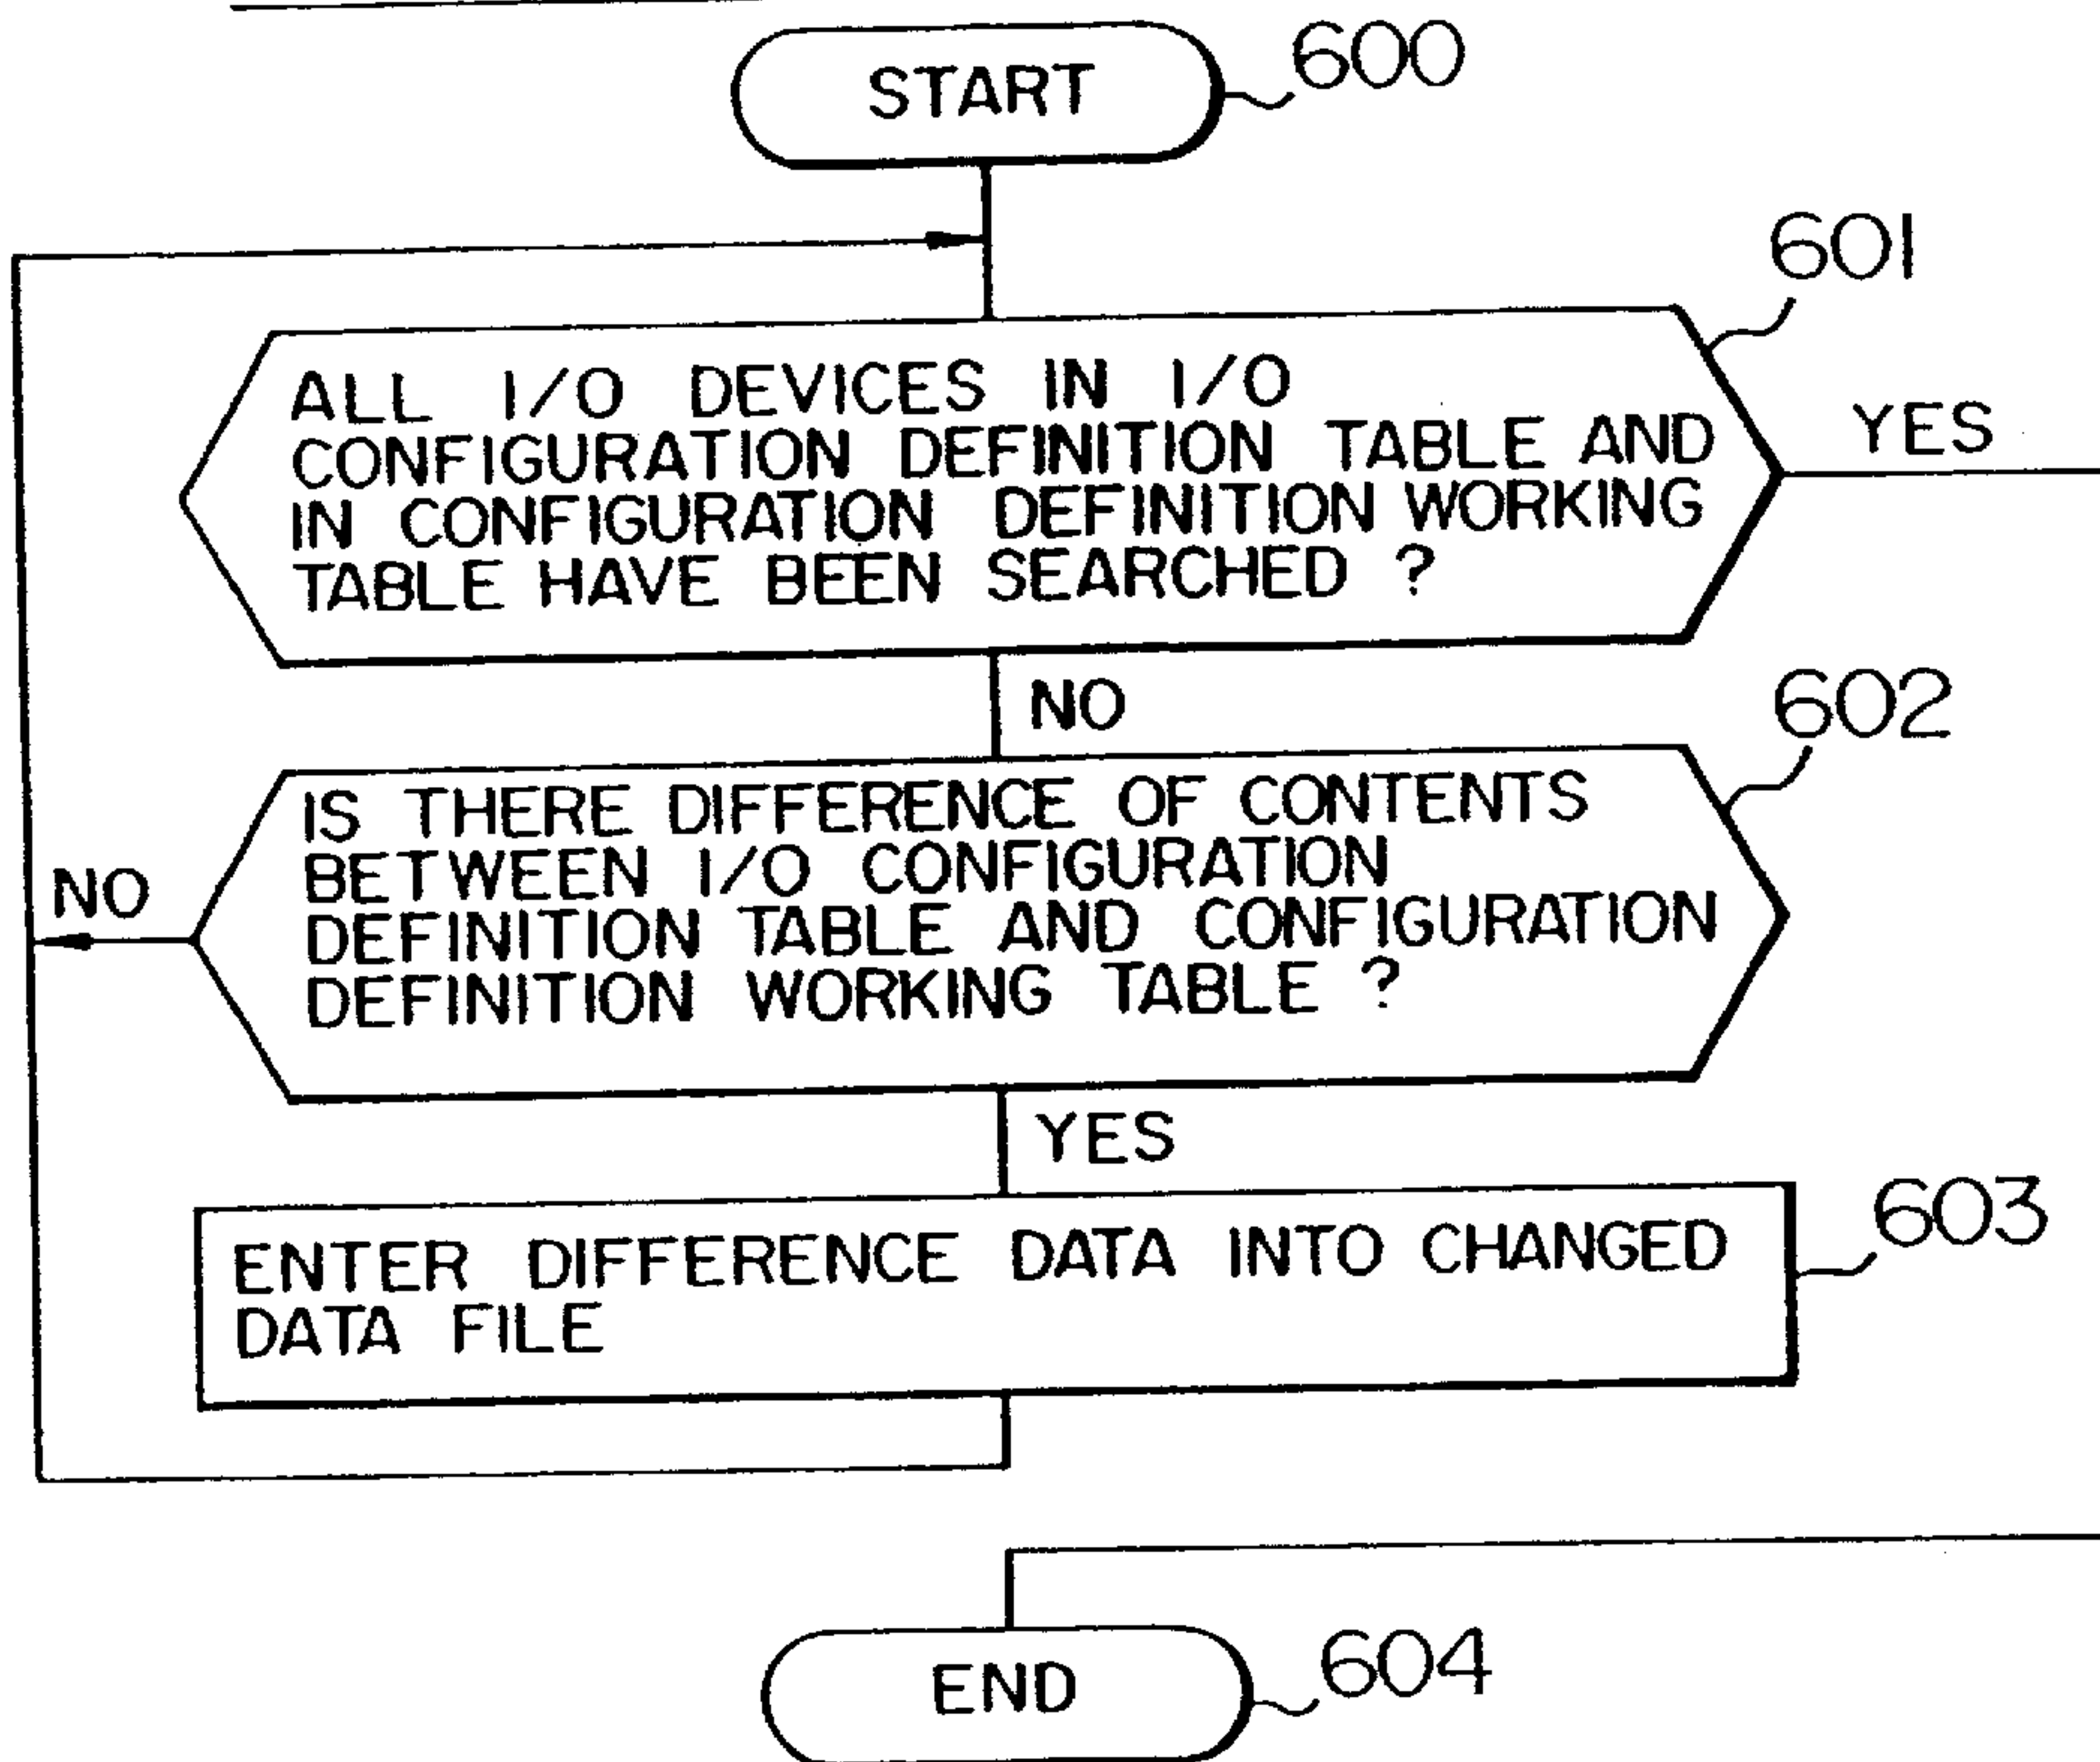 START
600
601
ALL I/O DEVICES IN I/O
CONFIGURATION DEFINITION TABLE AND
IN CONFIGURATION DEFINITION WORKING
TABLE HAVE BEEN SEARCHED ?
YES
NO
602
IS THERE DIFFERENCE OF CONTENTS
BETWEEN I/O CONFIGURATION
DEFINITION TABLE AND CONFIGURATION
DEFINITION WORKING TABLE ?
NO
YES
603
ENTER DIFFERENCE DATA INTO CHANGED
DATA FILE
END
604